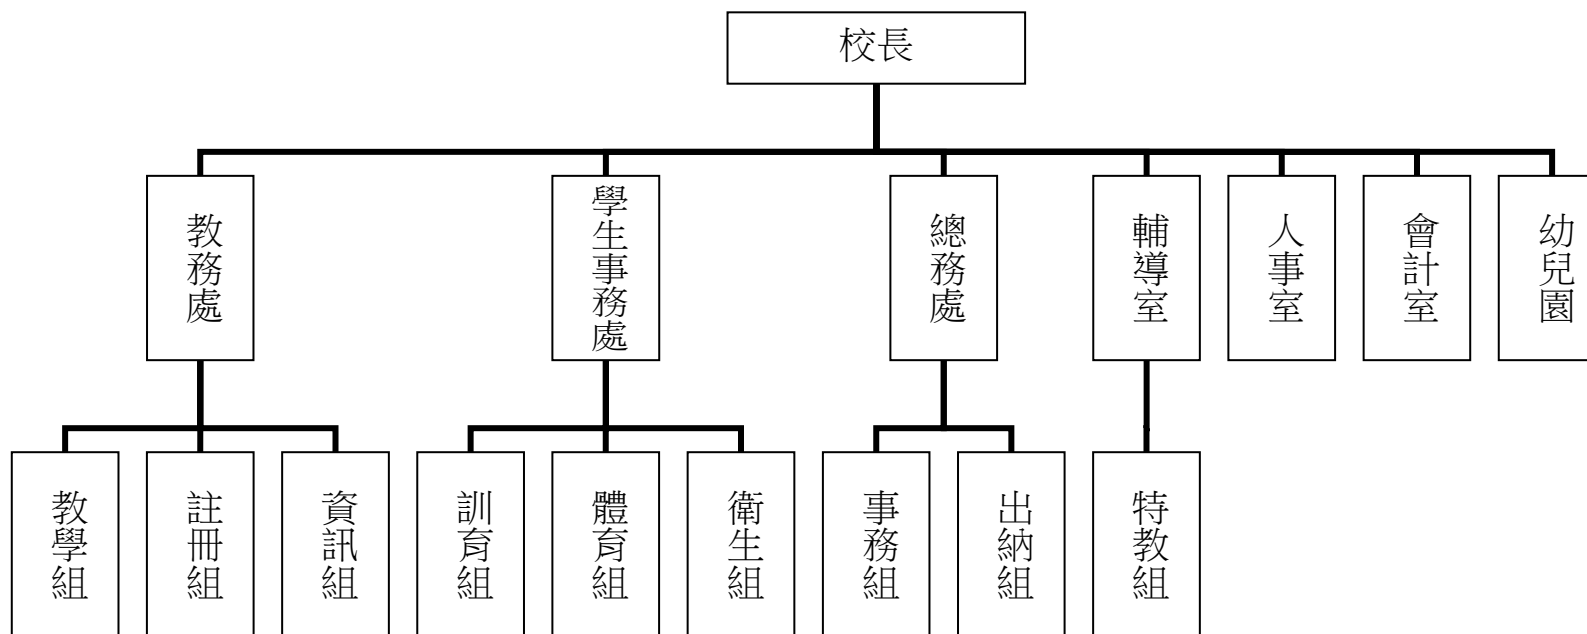 校長
教務處
學生事務處
總務處
輔導室
人事室
會計室
幼兒園
教學組
註冊組
資訊組
訓育組
體育組
衛生組
事務組
出納組
特教組